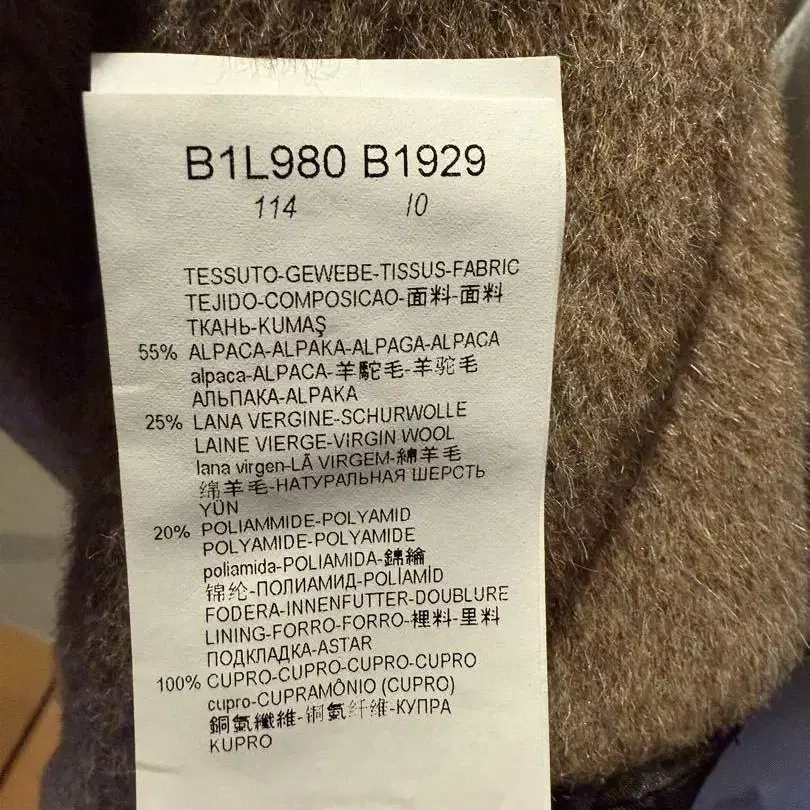 B1L980 B1929
114 10
TESSUTO-GEWEBE-TISSUS-FABRIC
TEJIDO-COMPOSICAO-面料-面料
ТКАНЬ-KUMAŞ
55% ALPACA-ALPAKA-ALPAGA-ALPACA
alpaca-ALPACA-羊駝毛-羊驼毛
АЛЬПАКА-ALPAKA
25% LANA VERGINE-SCHURWOLLE
LAINE VIERGE-VIRGIN WOOL
lana virgen-LÃ VIRGEM-綿羊毛
绵羊毛-НАТУРАЛЬНАЯ ШЕРСТЬ
YÜN
20% POLIAMMIDE-POLYAMID
POLYAMIDE-POLYAMIDE
poliamida-POLIAMIDA-錦綸
锦纶-ПОЛИАМИД-POLİAMİD
FODERA-INNENFUTTER-DOUBLURE
LINING-FORRO-FORRO-裡料-里料
ПОДКЛАДКА-ASTAR
100% CUPRO-CUPRO-CUPRO-CUPRO
cupro-CUPRAMÔNIO (CUPRO)
銅氨纖維-铜氨纤维-КУПРА
KUPRO